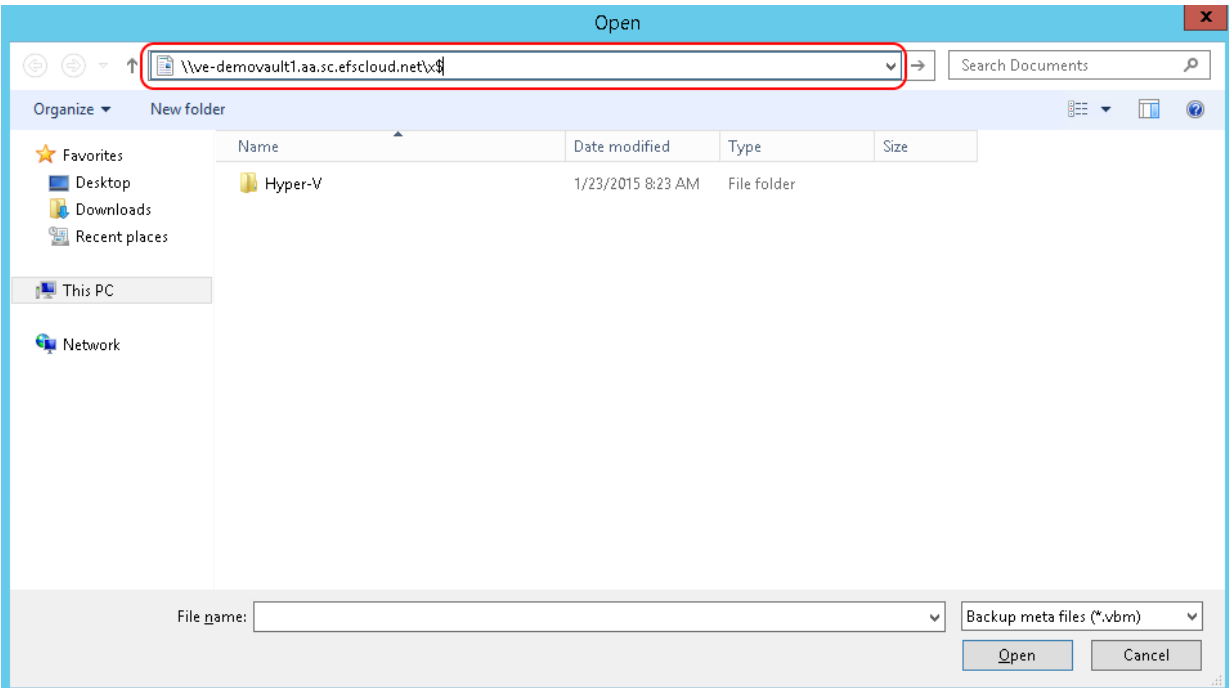 Open
x
\\ve-demovault1.aa.sc.efscloud.net\x$
Search Documents
Organize
New folder
Name
Date modified
Type
Size
Favorites
Desktop
Downloads
Recent places
This PC
Network
Hyper-V
1/23/2015 8:23 AM
File folder
File name:
Backup meta files (*.vbm)
Open
Cancel